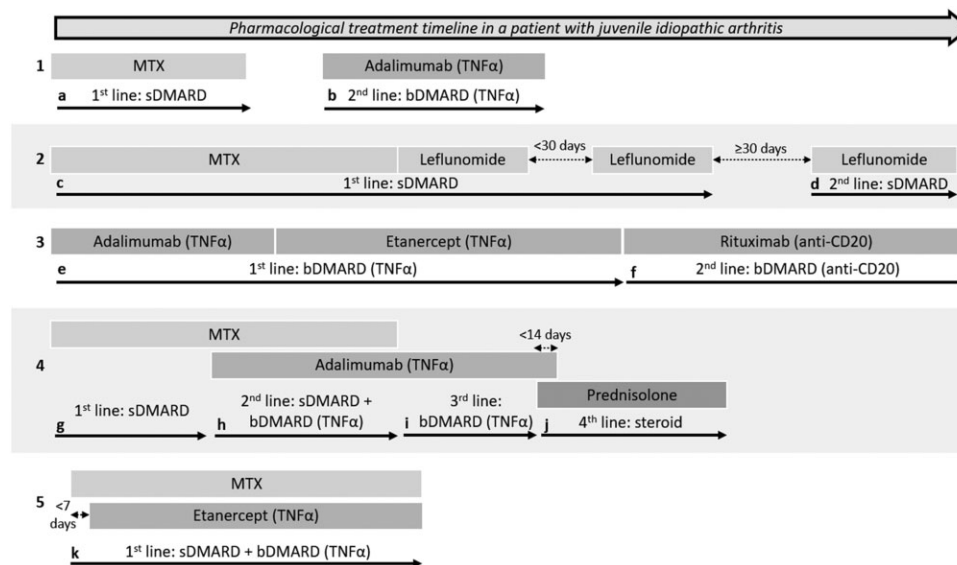 Pharmacological treatment timeline in a patient with juvenile idiopathic arthritis
1 MTX Adalimumab (TNFα)
a 1st line: sDMARD b 2nd line: bDMARD (TNFα)
<30 days ≥30 days
2 MTX Leflunomide Leflunomide Leflunomide
c 1st line: sDMARD d 2nd line: sDMARD
3 Adalimumab (TNFα) Etanercept (TNFα) Rituximab (anti-CD20)
e 1st line: bDMARD (TNFα) f 2nd line: bDMARD (anti-CD20)
MTX <14 days
4 Adalimumab (TNFα)
Prednisolone
g 1st line: sDMARD
h 2nd line: sDMARD +
bDMARD (TNFα)
i 3rd line:
bDMARD (TNFα)
j 4th line: steroid
5 MTX
<7
days
Etanercept (TNFα)
k 1st line: sDMARD + bDMARD (TNFα)